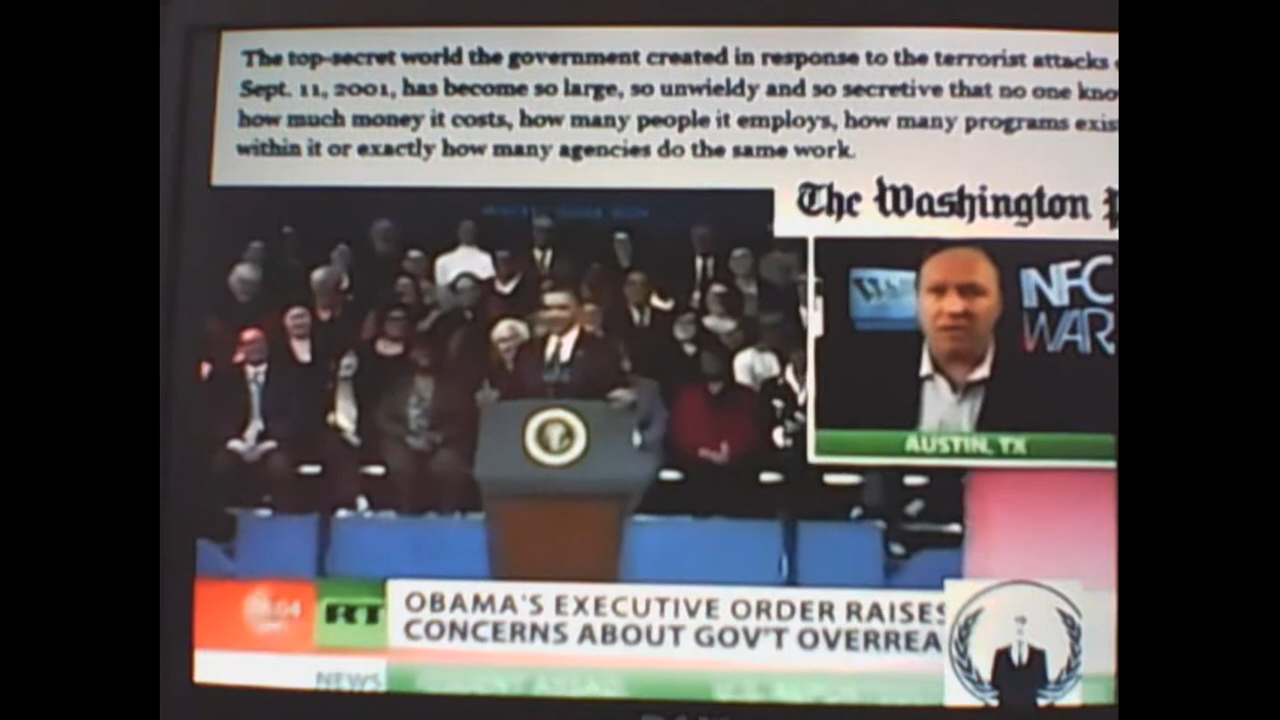 The top-secret world the government created in response to the terrorist attacks
Sept. 11, 2001, has become so large, so unwieldy and so secretive that no one kno
how much money it costs, how many people it employs, how many programs exis
within it or exactly how many agencies do the same work.
The Washington P
INFO
WAR
AUSTIN, TX
RT
OBAMA'S EXECUTIVE ORDER RAISES
CONCERNS ABOUT GOV'T OVERREA
NEWS